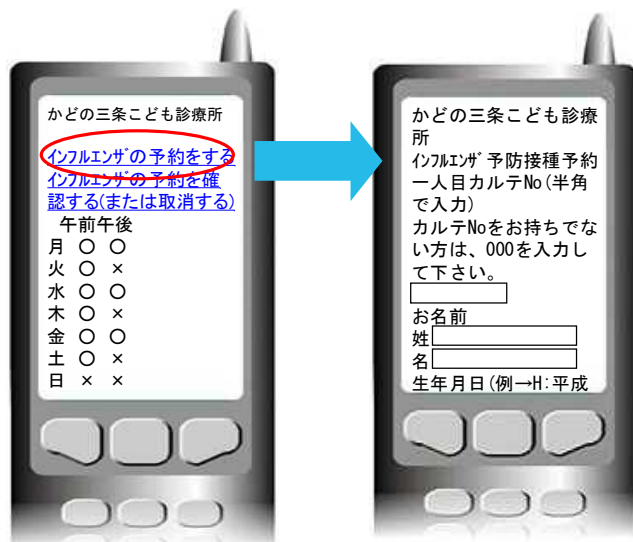 かどの三条こども診療所
インフルエンザの予約をする
インフルエンザの予約を確
認する(または取消する)
午前午後
月 〇 〇
火 〇 ×
水 〇 〇
木 〇 ×
金 〇 〇
土 〇 ×
日 × ×
かどの三条こども診療
所
インフルエンザ予防接種予約
一人目カルテNo(半角
で入力)
カルテNoをお持ちでな
い方は、000を入力し
て下さい。
お名前
姓
名
生年月日(例→H:平成